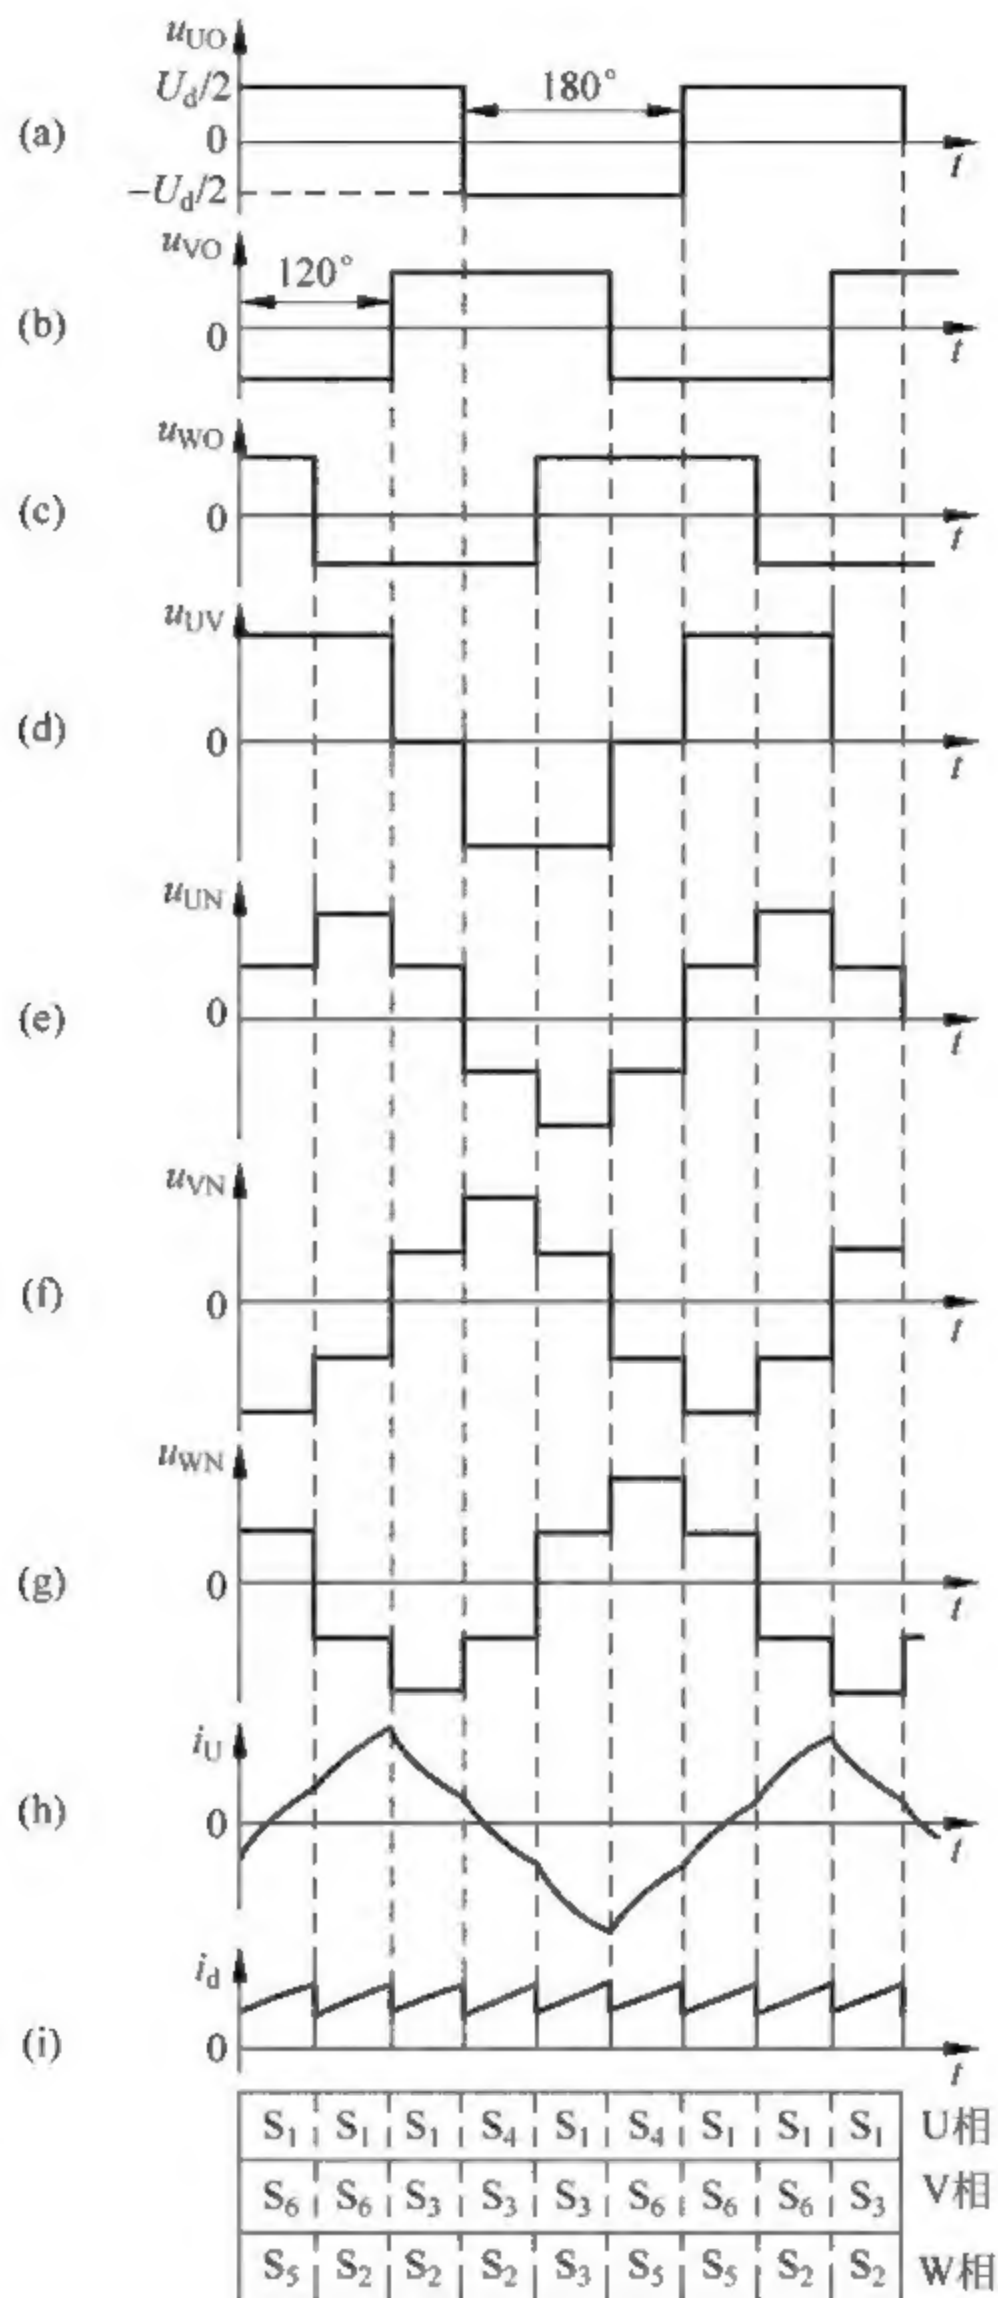 u_UO
U_d/2
180°
(a)
0
t
−U_d/2
u_VO
120°
(b)
0
t
u_WO
(c)
0
t
u_UV
(d)
0
t
u_UN
(e)
0
t
u_VN
(f)
0
t
u_WN
(g)
0
t
i_U
(h)
0
t
i_d
(i)
0
t
S₁ S₁ S₁ S₄ S₁ S₄ S₁ S₁ S₁ U相
S₆ S₆ S₃ S₃ S₃ S₆ S₆ S₆ S₃ V相
S₅ S₂ S₂ S₂ S₃ S₅ S₅ S₂ S₂ W相